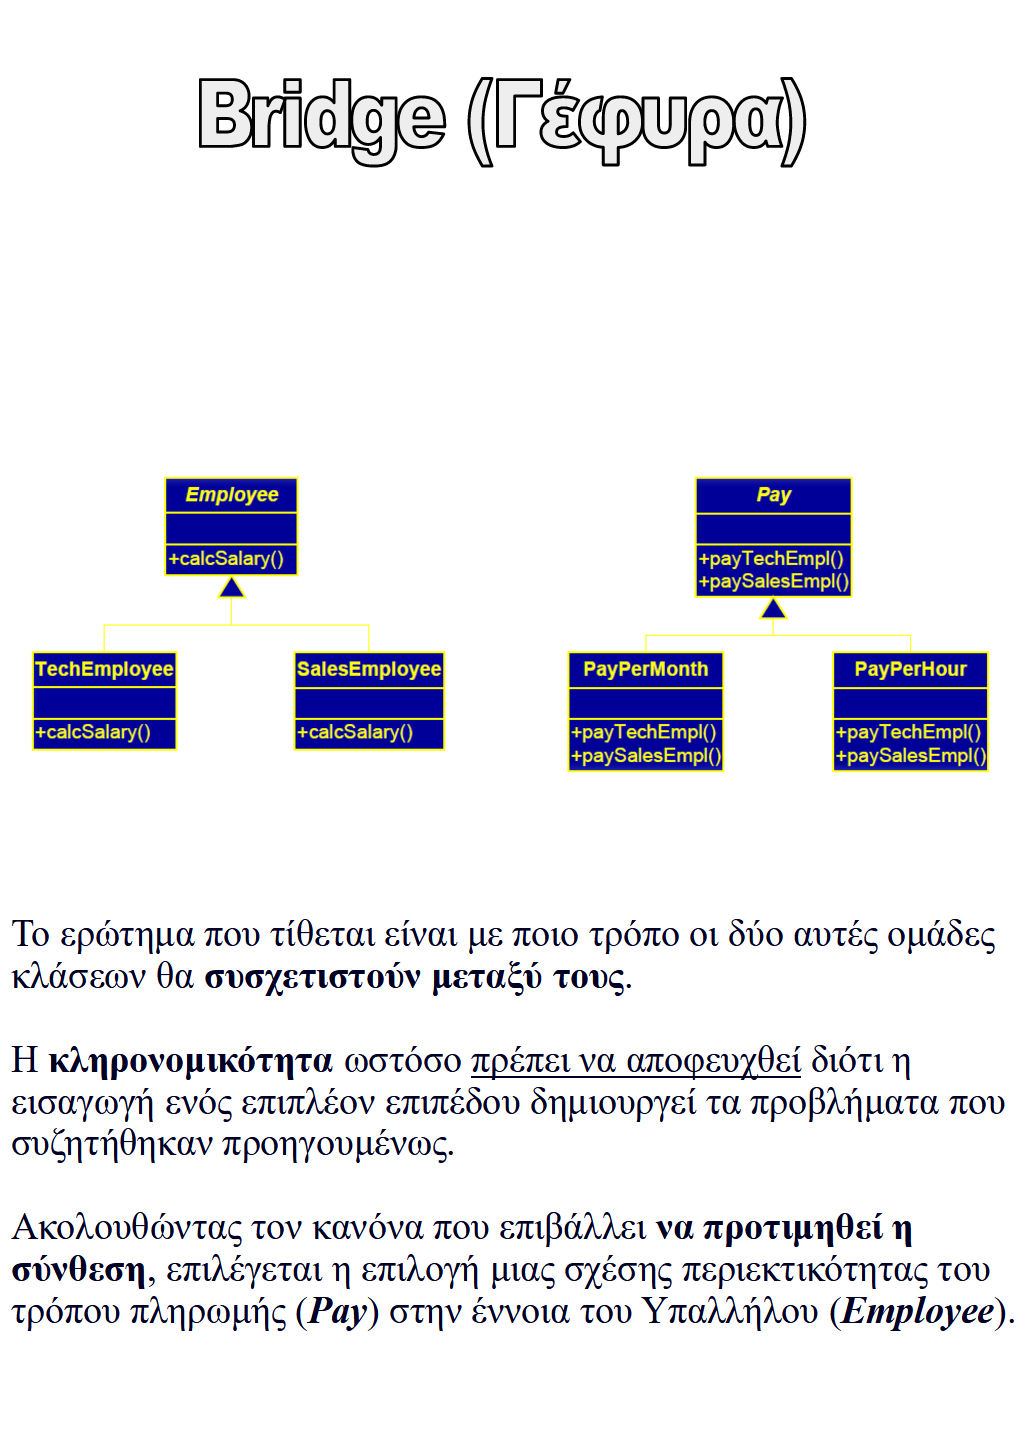 Bridge (Γέφυρα)
Employee
+calcSalary()
TechEmployee
+calcSalary()
SalesEmployee
+calcSalary()
Pay
+payTechEmpl()
+paySalesEmpl()
PayPerMonth
+payTechEmpl()
+paySalesEmpl()
PayPerHour
+payTechEmpl()
+paySalesEmpl()
Το ερώτημα που τίθεται είναι με ποιο τρόπο οι δύο αυτές ομάδες
κλάσεων θα συσχετιστούν μεταξύ τους.
Η κληρονομικότητα ωστόσο πρέπει να αποφευχθεί διότι η
εισαγωγή ενός επιπλέον επιπέδου δημιουργεί τα προβλήματα που
συζητήθηκαν προηγουμένως.
Ακολουθώντας τον κανόνα που επιβάλλει να προτιμηθεί η
σύνθεση, επιλέγεται η επιλογή μιας σχέσης περιεκτικότητας του
τρόπου πληρωμής (Pay) στην έννοια του Υπαλλήλου (Employee).